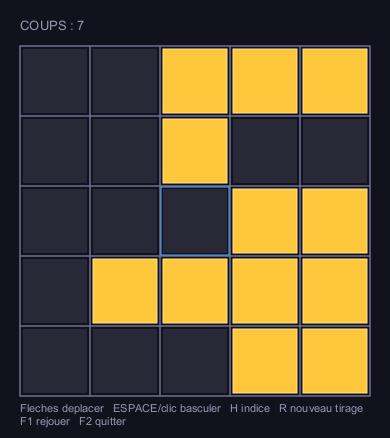 COUPS : 7
Fleches deplacer   ESPACE/clic basculer   H indice   R nouveau tirage
F1 rejouer   F2 quitter